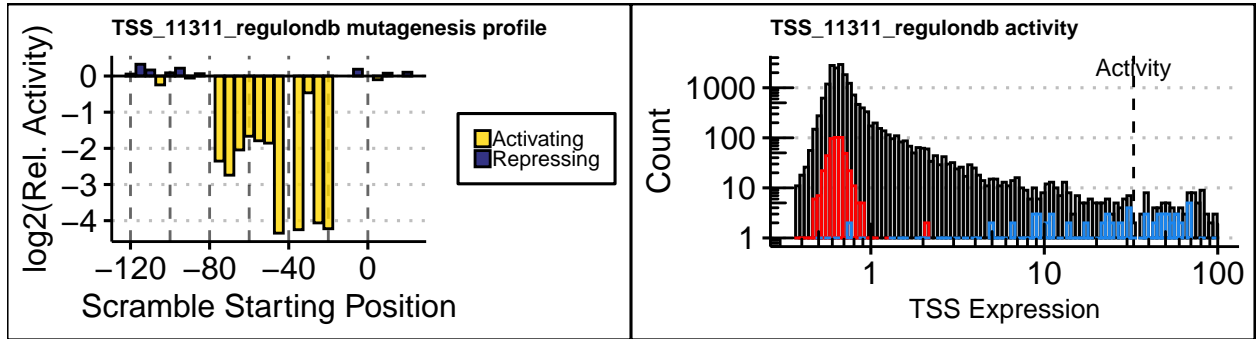 TSS_11311_regulondb mutagenesis profile
log2(Rel. Activity)
0
−1
−2
−3
−4
−120
−80
−40
0
Scramble Starting Position
Activating
Repressing
TSS_11311_regulondb activity
Activity
Count
1000
100
10
1
1
10
100
TSS Expression